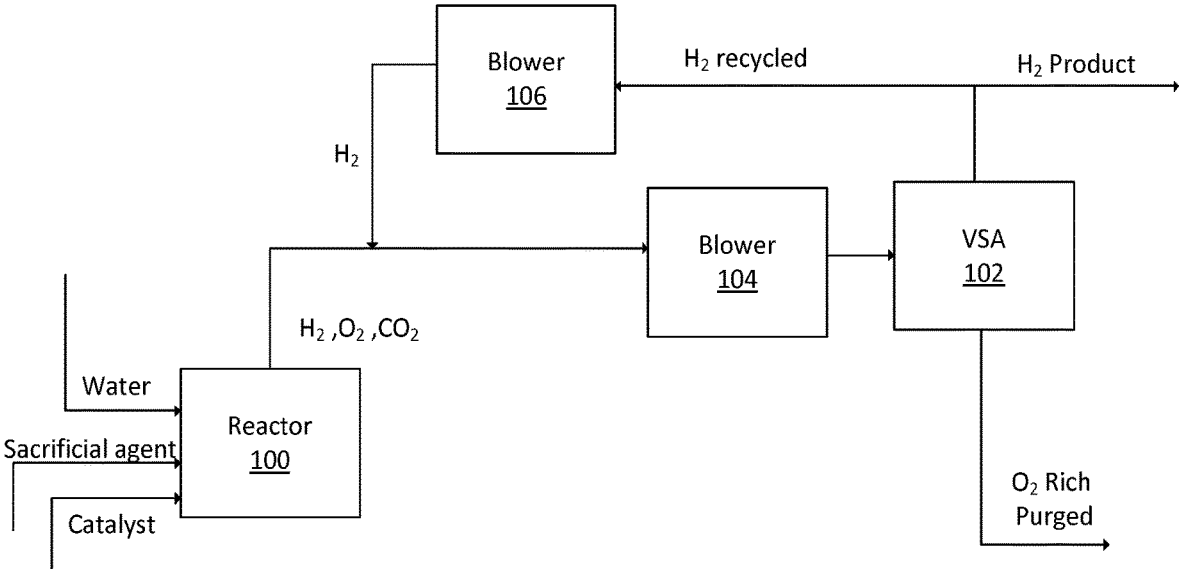 Blower
106
H₂ recycled
H₂ Product
H₂
Blower
104
VSA
102
H₂ ,O₂ ,CO₂
Water
Reactor
100
Sacrificial agent
Catalyst
O₂ Rich
Purged